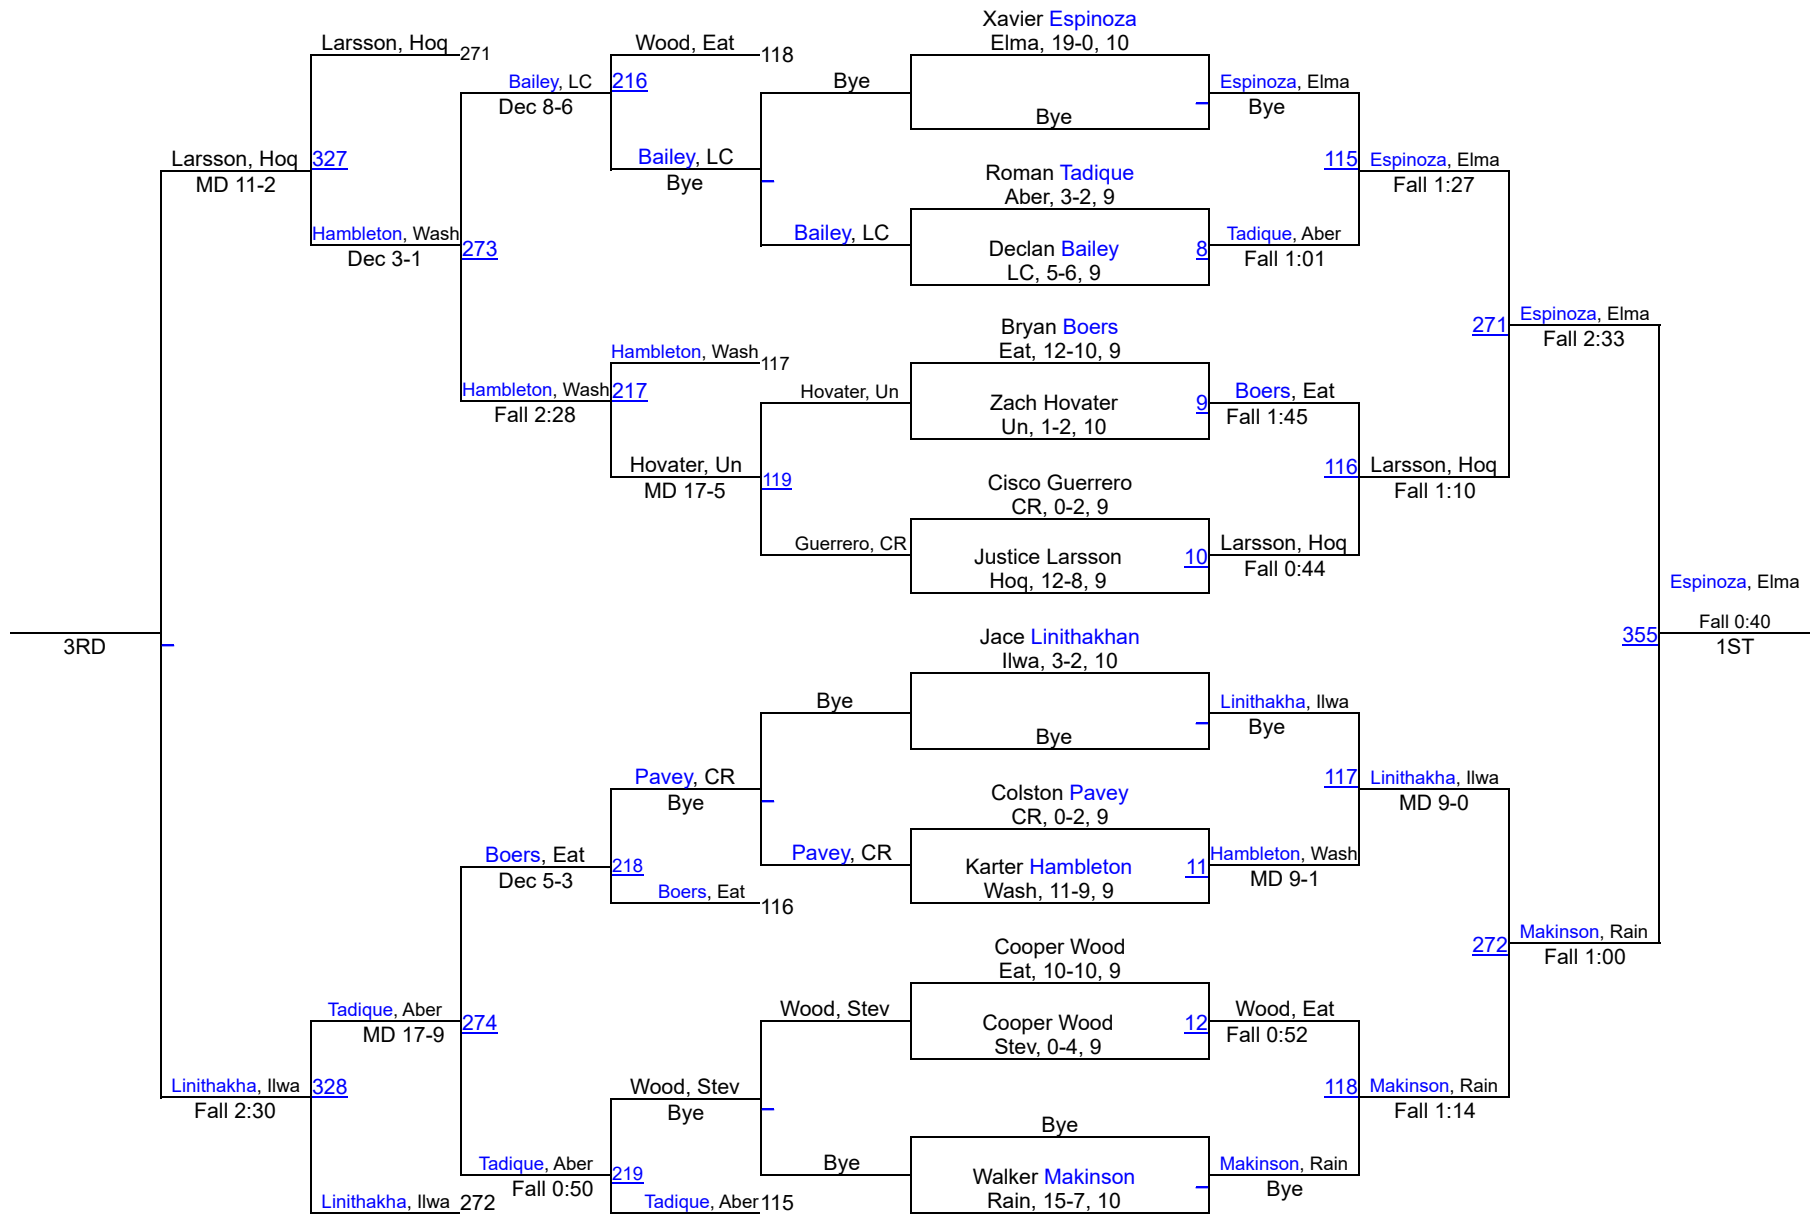 Xavier Espinoza
Elma, 19-0, 10
Larsson, Hoq 271
Wood, Eat 118
Bailey, LC 216
Bye
Espinoza, Elma
Dec 8-6
Bye
Bye
Bailey, LC
Larsson, Hoq 327
115 Espinoza, Elma
MD 11-2
Bye
Roman Tadique
Fall 1:27
Aber, 3-2, 9
Hambleton, Wash
Bailey, LC
Tadique, Aber
Dec 3-1
273
Declan Bailey 8
Fall 1:01
LC, 5-6, 9
Bryan Boers
271
Espinoza, Elma
Eat, 12-10, 9
Fall 2:33
Hambleton, Wash 117
Hambleton, Wash 217
Hovater, Un
Zach Hovater 9
Boers, Eat
Fall 2:28
Un, 1-2, 10
Fall 1:45
Hovater, Un
116 Larsson, Hoq
MD 17-5
119
Cisco Guerrero
Fall 1:10
CR, 0-2, 9
Guerrero, CR
Justice Larsson 10
Larsson, Hoq
Hoq, 12-8, 9
Fall 0:44
Espinoza, Elma
355
Fall 0:40
3RD
1ST
Jace Linithakhan
Ilwa, 3-2, 10
Bye
Linithakha, Ilwa
Bye
Bye
Pavey, CR
117 Linithakha, Ilwa
Bye
Colston Pavey
MD 9-0
CR, 0-2, 9
Boers, Eat 218
Pavey, CR
Karter Hambleton 11
Hambleton, Wash
Dec 5-3
Wash, 11-9, 9
MD 9-1
Boers, Eat 116
Cooper Wood
272
Makinson, Rain
Eat, 10-10, 9
Fall 1:00
Tadique, Aber
Wood, Stev
Wood, Eat
MD 17-9
274
Cooper Wood 12
Fall 0:52
Stev, 0-4, 9
Linithakha, Ilwa 328
Wood, Stev
118 Makinson, Rain
Fall 2:30
Bye
Bye
Fall 1:14
Tadique, Aber 219
Bye
Walker Makinson
Makinson, Rain
Fall 0:50
Rain, 15-7, 10
Bye
Linithakha, Ilwa 272
Tadique, Aber 115